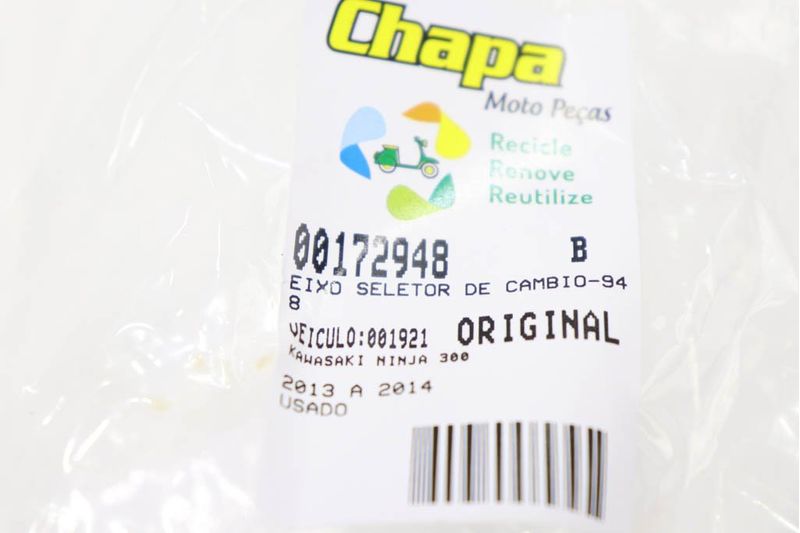 Chapa
Moto Peças
Recicle
Renove
Reutilize
00172948 B
EIXO SELETOR DE CAMBIO-94
8
VEICULO:001921 ORIGINAL
KAWASAKI NINJA 300
2013 A 2014
USADO